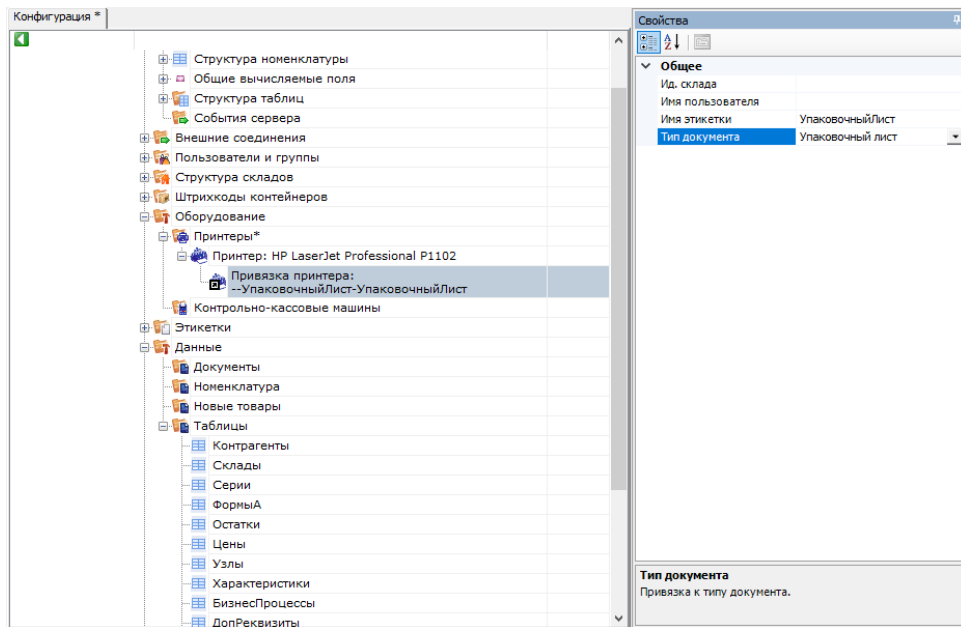 Конфигурация *
Структура номенклатуры
Общие вычисляемые поля
Структура таблиц
События сервера
Внешние соединения
Пользователи и группы
Структура складов
Штрихкоды контейнеров
Оборудование
Принтеры*
Принтер: HP LaserJet Professional P1102
Привязка принтера:
--УпаковочныйЛист-УпаковочныйЛист
Контрольно-кассовые машины
Этикетки
Данные
Документы
Номенклатура
Новые товары
Таблицы
Контрагенты
Склады
Серии
ФормыА
Остатки
Цены
Узлы
Характеристики
БизнесПроцессы
ДопРеквизиты
Свойства
Общее
Ид. склада
Имя пользователя
Имя этикетки УпаковочныйЛист
Тип документа Упаковочный лист
Тип документа
Привязка к типу документа.